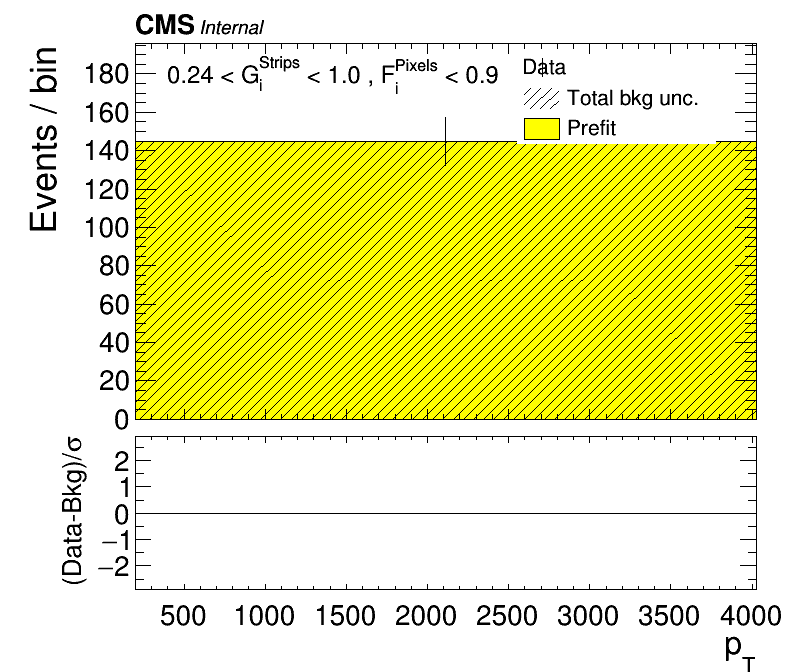 CMS Internal
0.24 < G_i^Strips < 1.0 , F_i^Pixels < 0.9
Data
Total bkg unc.
Prefit
Events / bin
180
160
140
120
100
80
60
40
20
0
(Data-Bkg)/σ
2
1
0
−1
−2
500 1000 1500 2000 2500 3000 3500 4000
p_T